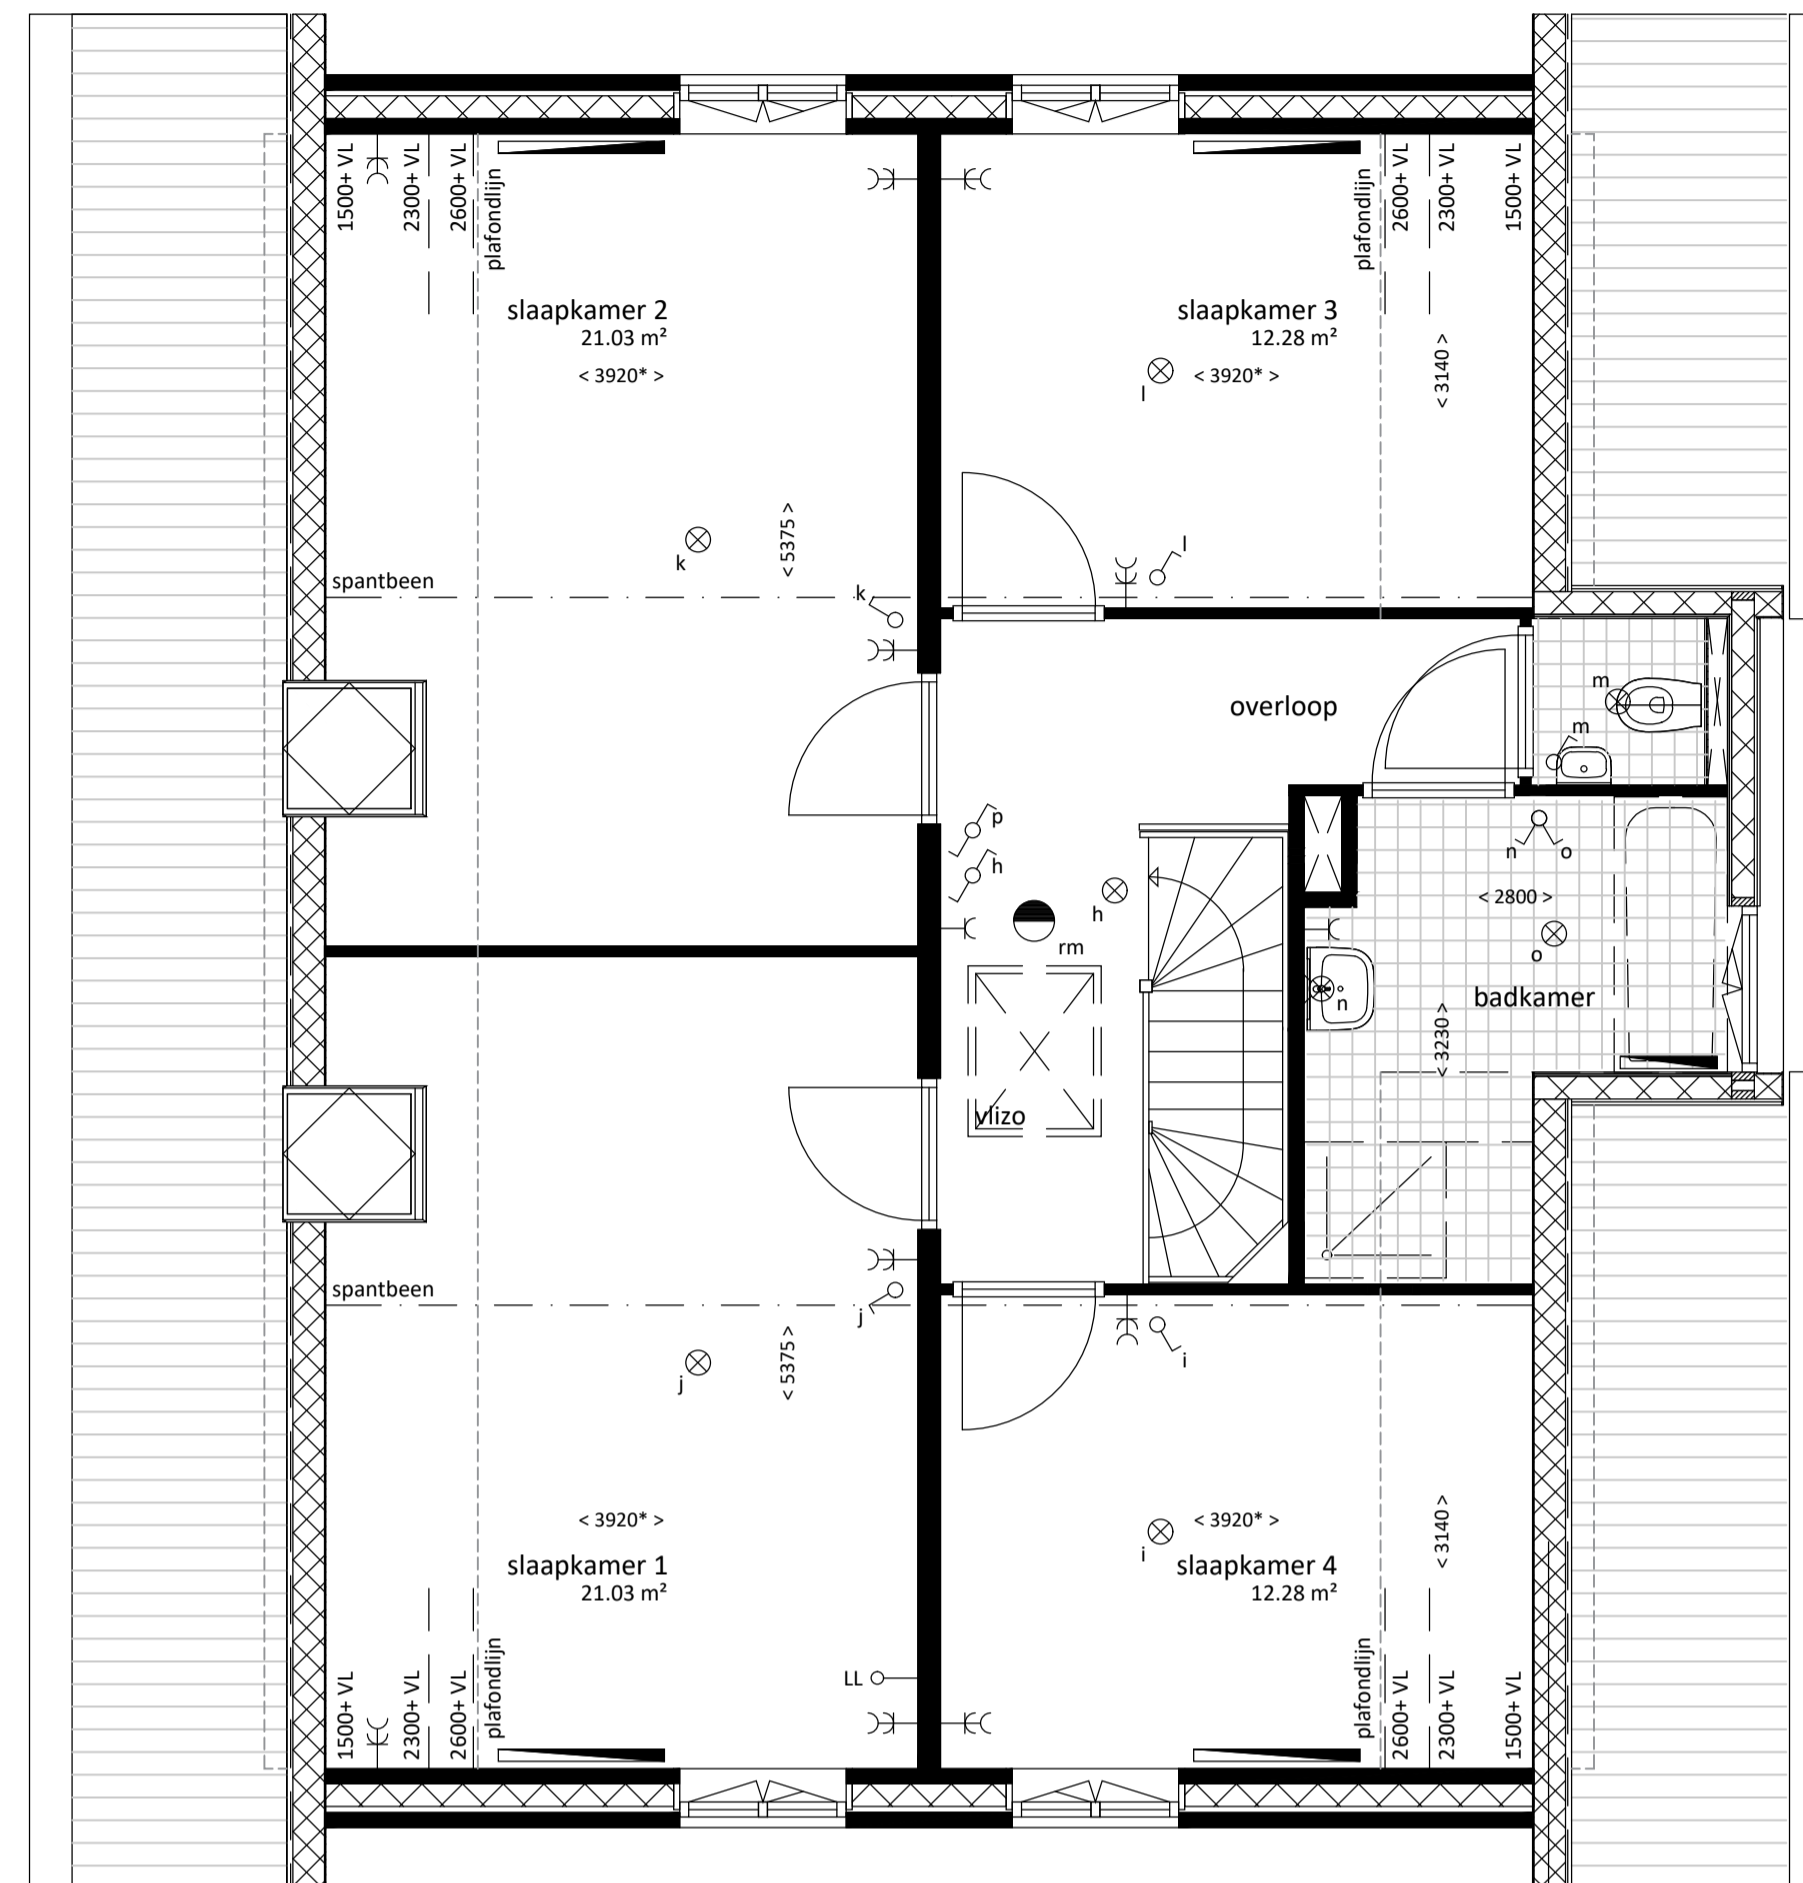 1500+ VL
2300+ VL
2600+ VL
plafondlijn
plafondlijn
2600+ VL
2300+ VL
1500+ VL
slaapkamer 2
21.03 m²
< 3920* >
slaapkamer 3
12.28 m²
< 3920* >
l
< 3140 >
k
< 5375 >
spantbeen
k
l
overloop
m
m
p
h
h
rm
n
o
< 2800 >
o
badkamer
n
< 3230 >
vlizo
spantbeen
j
< 5375 >
j
i
< 3920* >
slaapkamer 1
21.03 m²
i
< 3920* >
slaapkamer 4
12.28 m²
< 3140 >
LL
1500+ VL
2300+ VL
2600+ VL
plafondlijn
plafondlijn
2600+ VL
2300+ VL
1500+ VL